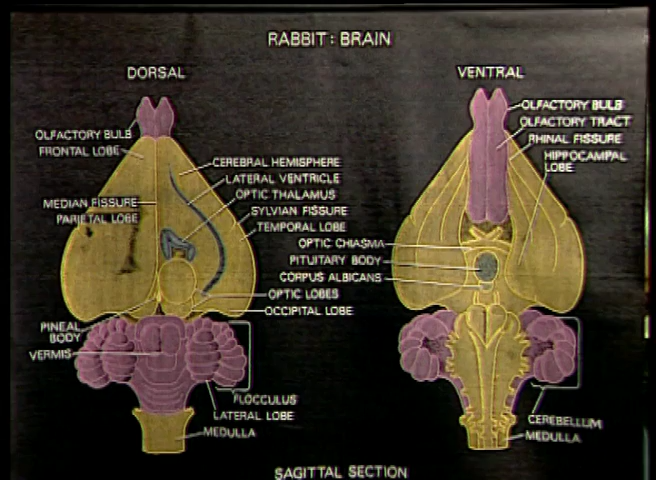 RABBIT: BRAIN
DORSAL
OLFACTORY BULB
FRONTAL LOBE
MEDIAN FISSURE
PARIETAL LOBE
PINEAL
BODY
VERMIS
CEREBRAL HEMISPHERE
LATERAL VENTRICLE
OPTIC THALAMUS
SYLVIAN FISSURE
TEMPORAL LOBE
OPTIC LOBES
OCCIPITAL LOBE
FLOCCULUS
LATERAL LOBE
MEDULLA
VENTRAL
OLFACTORY BULB
OLFACTORY TRACT
RHINAL FISSURE
HIPPOCAMPAL
LOBE
OPTIC CHIASMA
PITUITARY BODY
CORPUS ALBICANS
CEREBELLUM
MEDULLA
SAGITTAL SECTION